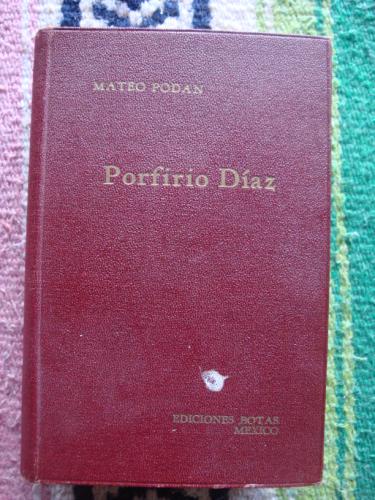 MATEO PODAN
Porfirio Díaz
EDICIONES BOTAS
MEXICO